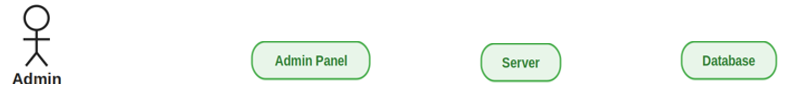 Admin Panel
Server
Database
Admin